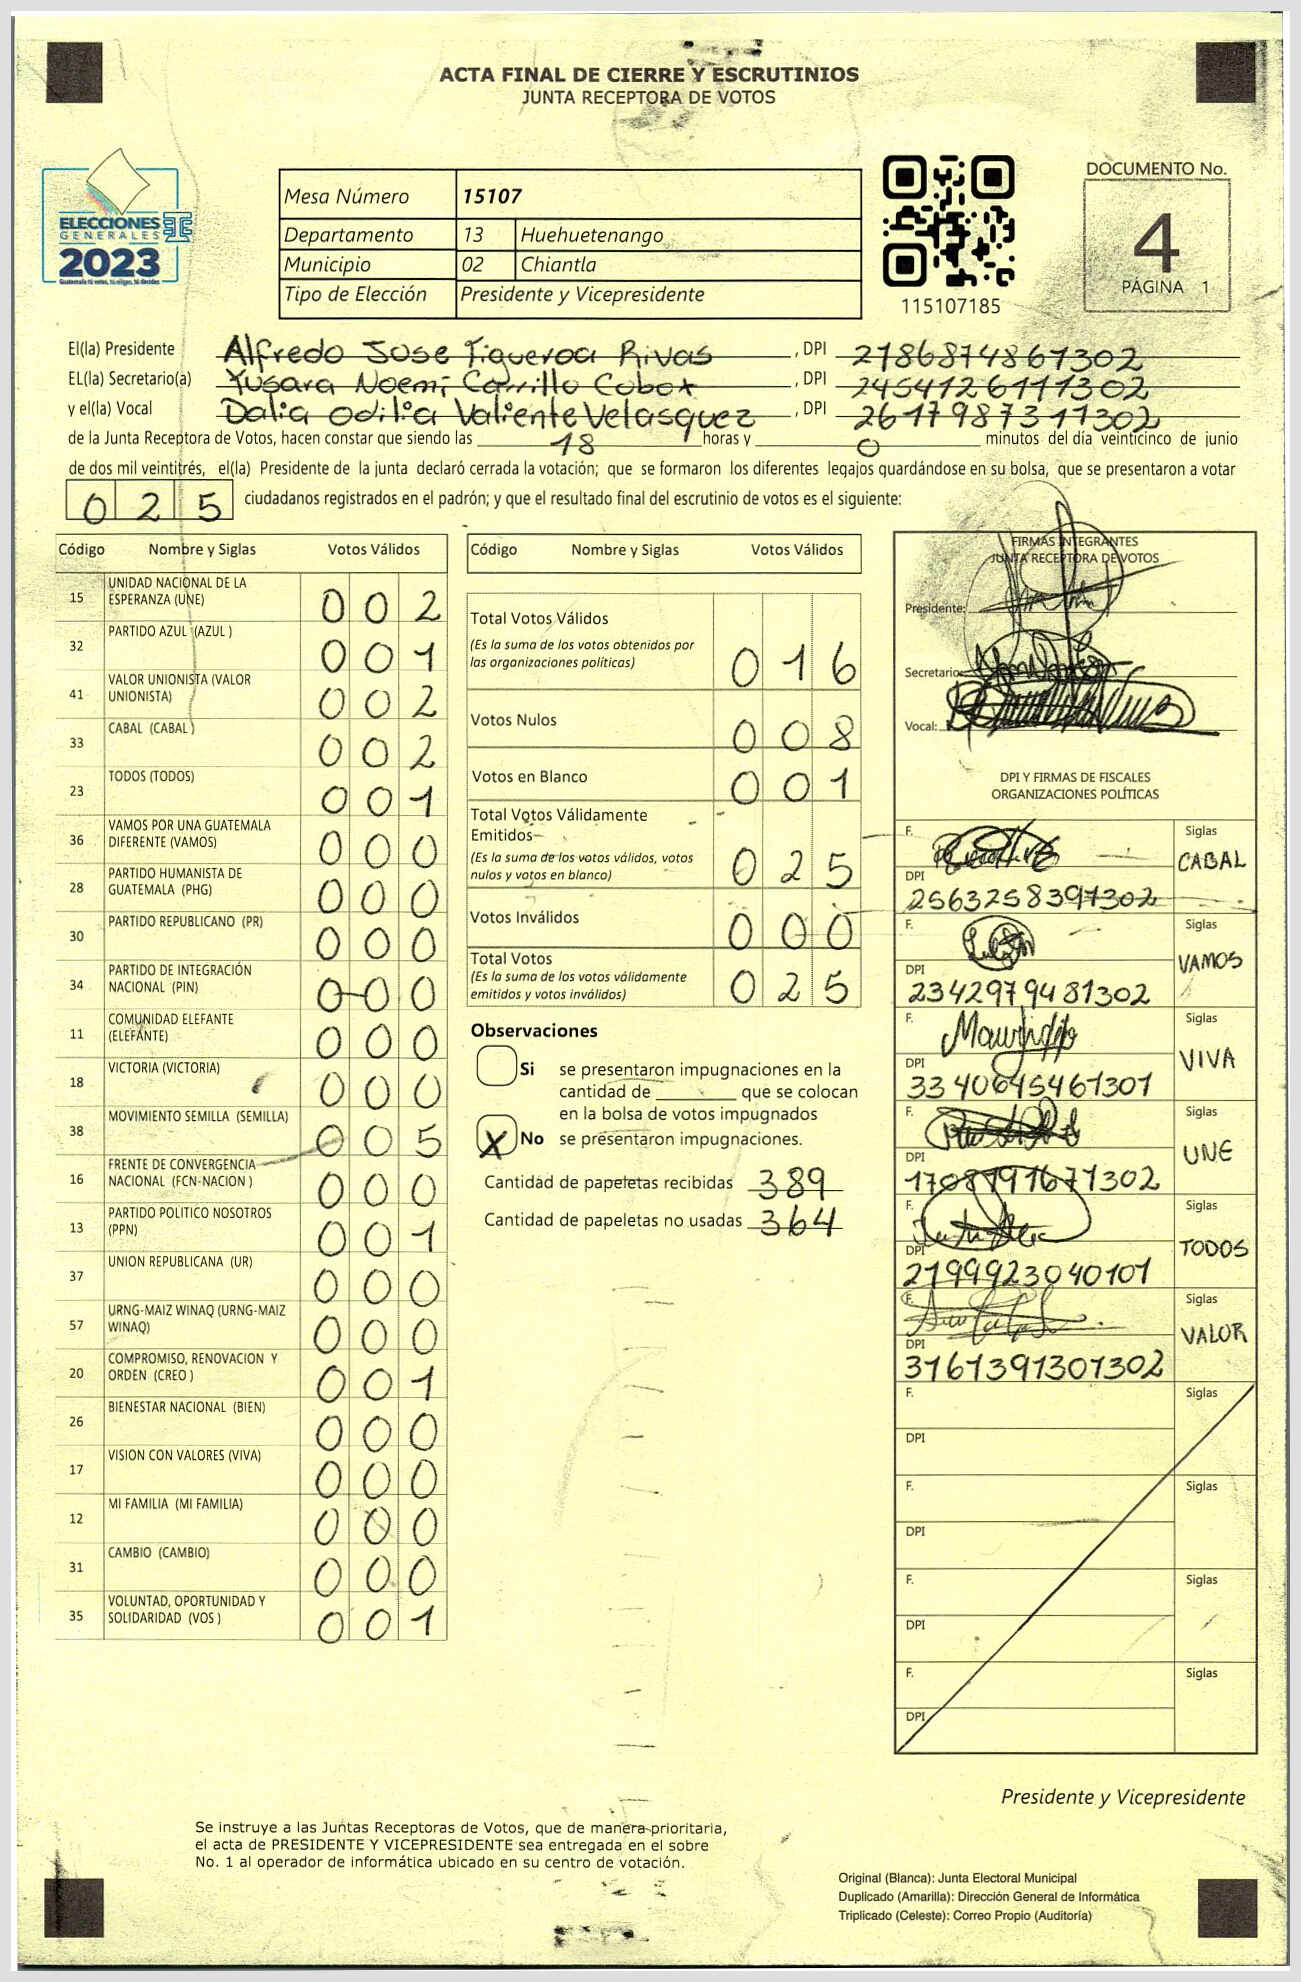 ACTA FINAL DE CIERRE Y ESCRUTINIOS
JUNTA RECEPTORA DE VOTOS
ELECCIONES
GENERALES
2023
Mesa Número 15107
Departamento 13 Huehuetenango
Municipio 02 Chiantla
Tipo de Elección Presidente y Vicepresidente
115107185
DOCUMENTO No.
4
PÁGINA 1
El(la) Presidente Alfredo Jose Figueroa Rivas , DPI 2786874861302
EL(la) Secretario(a) Yusara Noemi Carrillo Cobox , DPI 2454126111302
y el(la) Vocal Dalia Odilia Valiente Velasquez , DPI 2617987311302
de la Junta Receptora de Votos, hacen constar que siendo las 18 horas y 0 minutos del día veinticinco de junio
de dos mil veintitrés, el(la) Presidente de la junta declaró cerrada la votación; que se formaron los diferentes legajos guardándose en su bolsa, que se presentaron a votar
0 2 5 ciudadanos registrados en el padrón; y que el resultado final del escrutinio de votos es el siguiente:
Código Nombre y Siglas Votos Válidos
15 UNIDAD NACIONAL DE LA
ESPERANZA (UNE) 0 0 2
32 PARTIDO AZUL (AZUL ) 0 0 1
41 VALOR UNIONISTA (VALOR
UNIONISTA) 0 0 2
33 CABAL (CABAL ) 0 0 2
23 TODOS (TODOS) 0 0 1
36 VAMOS POR UNA GUATEMALA
DIFERENTE (VAMOS) 0 0 0
28 PARTIDO HUMANISTA DE
GUATEMALA (PHG) 0 0 0
30 PARTIDO REPUBLICANO (PR) 0 0 0
34 PARTIDO DE INTEGRACIÓN
NACIONAL (PIN) 0 0 0
11 COMUNIDAD ELEFANTE
(ELEFANTE) 0 0 0
18 VICTORIA (VICTORIA) 0 0 0
38 MOVIMIENTO SEMILLA (SEMILLA) 0 0 5
16 FRENTE DE CONVERGENCIA
NACIONAL (FCN-NACION ) 0 0 0
13 PARTIDO POLITICO NOSOTROS
(PPN) 0 0 1
37 UNION REPUBLICANA (UR) 0 0 0
57 URNG-MAIZ WINAQ (URNG-MAIZ
WINAQ) 0 0 0
20 COMPROMISO, RENOVACION Y
ORDEN (CREO ) 0 0 1
26 BIENESTAR NACIONAL (BIEN) 0 0 0
17 VISION CON VALORES (VIVA) 0 0 0
12 MI FAMILIA (MI FAMILIA) 0 0 0
31 CAMBIO (CAMBIO) 0 0 0
35 VOLUNTAD, OPORTUNIDAD Y
SOLIDARIDAD (VOS ) 0 0 1
Código Nombre y Siglas Votos Válidos
Total Votos Válidos
(Es la suma de los votos obtenidos por
las organizaciones políticas) 0 1 6
Votos Nulos 0 0 8
Votos en Blanco 0 0 1
Total Votos Válidamente
Emitidos
(Es la suma de los votos válidos, votos
nulos y votos en blanco) 0 2 5
Votos Inválidos 0 0 0
Total Votos
(Es la suma de los votos válidamente
emitidos y votos inválidos) 0 2 5
Observaciones
Si se presentaron impugnaciones en la
cantidad de ________ que se colocan
en la bolsa de votos impugnados
X No se presentaron impugnaciones.
Cantidad de papeletas recibidas 389
Cantidad de papeletas no usadas 364
FIRMAS INTEGRANTES
JUNTA RECEPTORA DE VOTOS
Presidente:
Secretario:
Vocal:
DPI Y FIRMAS DE FISCALES
ORGANIZACIONES POLÍTICAS
F. Siglas
CABAL
DPI
2563258391302
F. Siglas
VAMOS
DPI
2342979481302
F. Siglas
VIVA
DPI
3340645461301
F. Siglas
UNE
DPI
1708791671302
F. Siglas
TODOS
DPI
2199923040101
F. Siglas
VALOR
DPI
3161391301302
F. Siglas
DPI
F. Siglas
DPI
F. Siglas
DPI
F. Siglas
DPI
Presidente y Vicepresidente
Se instruye a las Juntas Receptoras de Votos, que de manera prioritaria,
el acta de PRESIDENTE Y VICEPRESIDENTE sea entregada en el sobre
No. 1 al operador de informática ubicado en su centro de votación.
Original (Blanca): Junta Electoral Municipal
Duplicado (Amarilla): Dirección General de Informática
Triplicado (Celeste): Correo Propio (Auditoría)